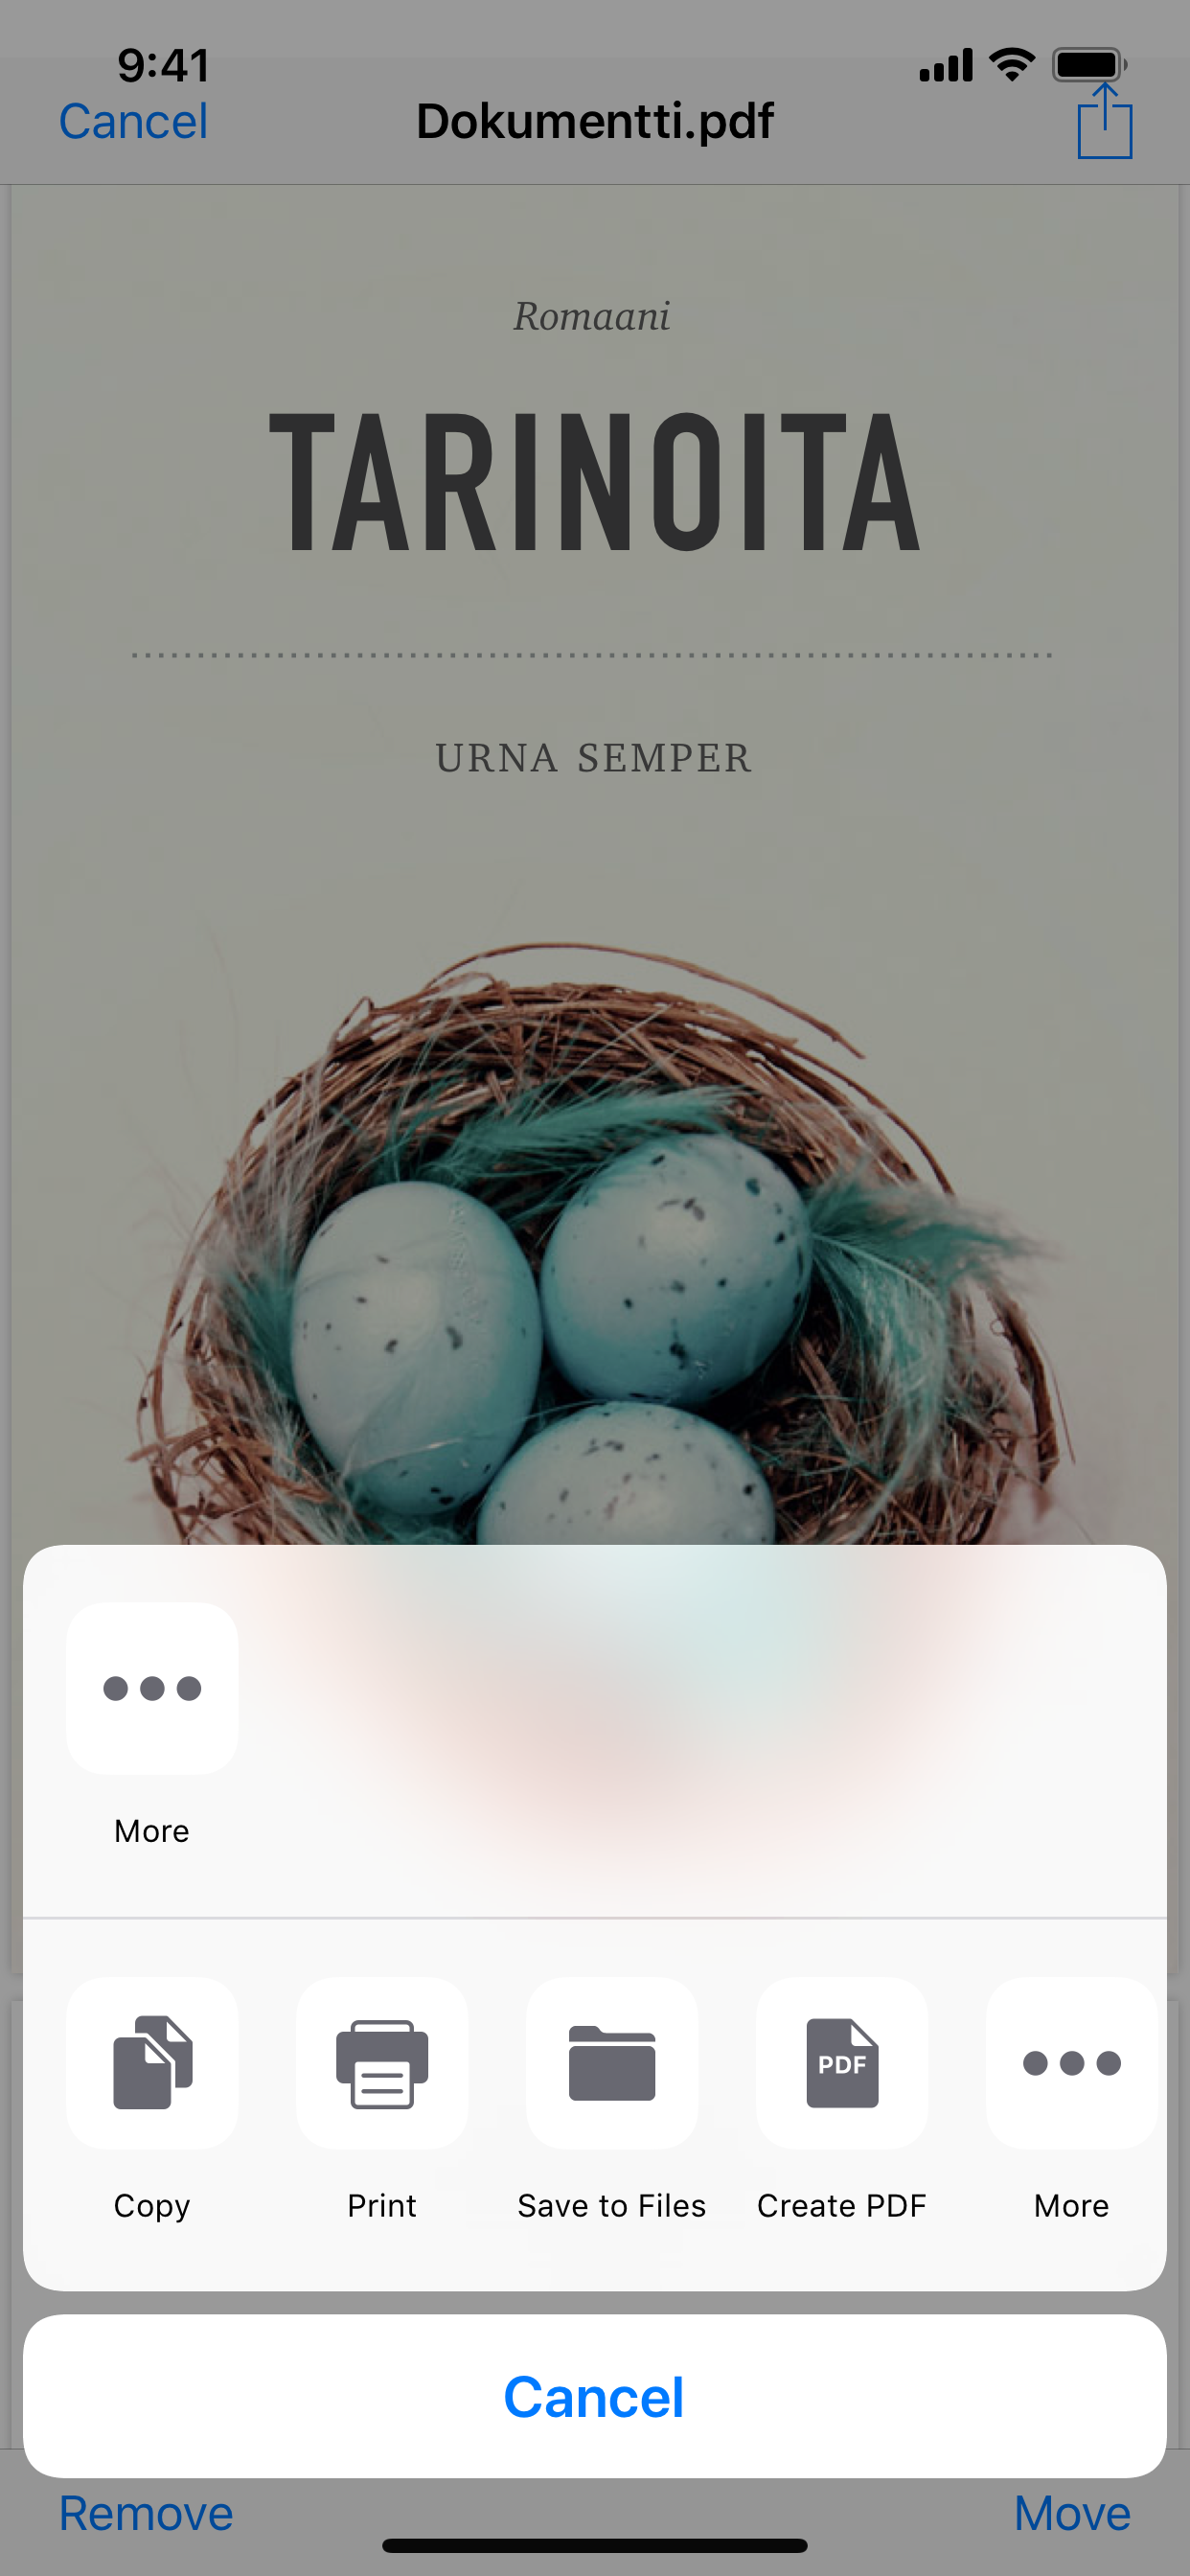 9:41
Cancel
Dokumentti.pdf
Romaani
TARINOITA
URNA SEMPER
More
Copy
Print
Save to Files
PDF
Create PDF
More
Cancel
Remove
Move